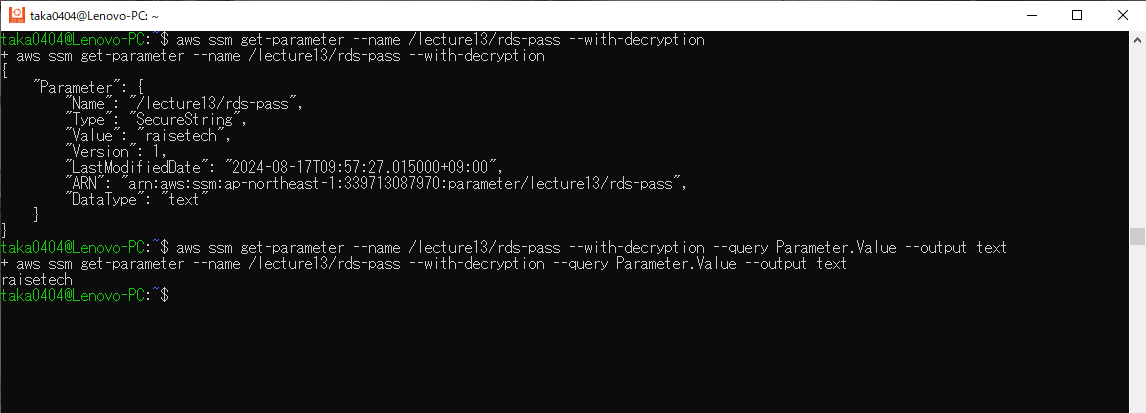 taka0404@Lenovo-PC: ~
taka0404@Lenovo-PC:~$ aws ssm get-parameter --name /lecture13/rds-pass --with-decryption
+ aws ssm get-parameter --name /lecture13/rds-pass --with-decryption
{
    "Parameter": {
        "Name": "/lecture13/rds-pass",
        "Type": "SecureString",
        "Value": "raisetech",
        "Version": 1,
        "LastModifiedDate": "2024-08-17T09:57:27.015000+09:00",
        "ARN": "arn:aws:ssm:ap-northeast-1:339713087970:parameter/lecture13/rds-pass",
        "DataType": "text"
    }
}
taka0404@Lenovo-PC:~$ aws ssm get-parameter --name /lecture13/rds-pass --with-decryption --query Parameter.Value --output text
+ aws ssm get-parameter --name /lecture13/rds-pass --with-decryption --query Parameter.Value --output text
raisetech
taka0404@Lenovo-PC:~$